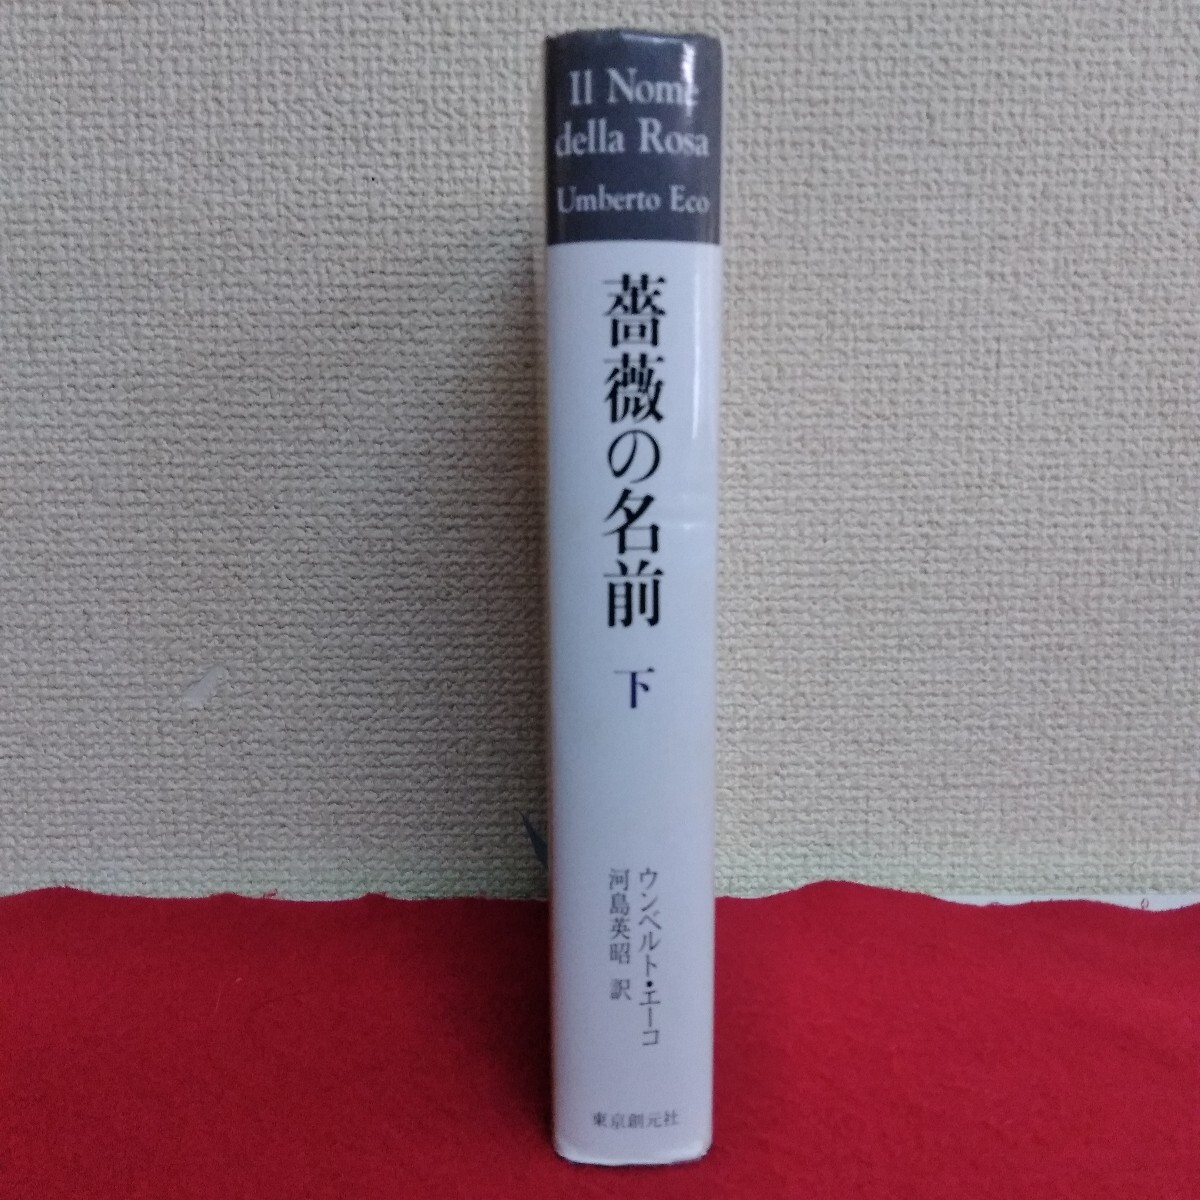 Il Nome
della Rosa
Umberto Eco
薔薇の名前 下
ウンベルト・エーコ
河島英昭 訳
東京創元社